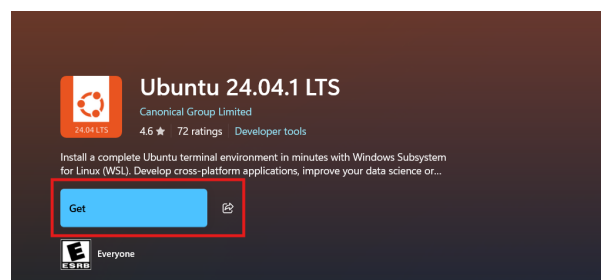 Ubuntu 24.04.1 LTS
Canonical Group Limited
24.04 LTS
4.6 ★ 72 ratings Developer tools
Install a complete Ubuntu terminal environment in minutes with Windows Subsystem
for Linux (WSL). Develop cross-platform applications, improve your data science or...
Get
E
ESRB
Everyone